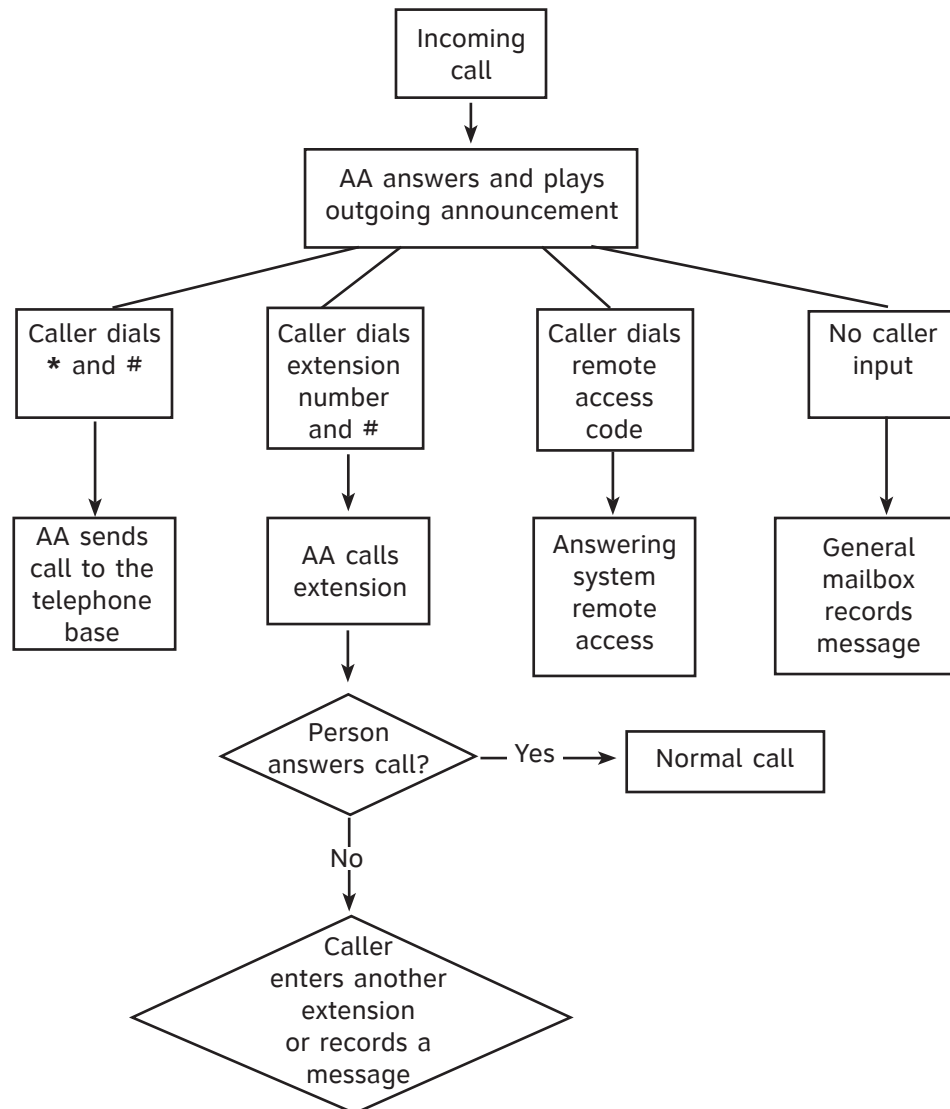 Incoming
call
AA answers and plays
outgoing announcement
Caller dials
* and #
Caller dials
extension
number
and #
Caller dials
remote
access
code
No caller
input
AA sends
call to the
telephone
base
AA calls
extension
Answering
system
remote
access
General
mailbox
records
message
Person
answers call?
Yes
Normal call
No
Caller
enters another
extension
or records a
message